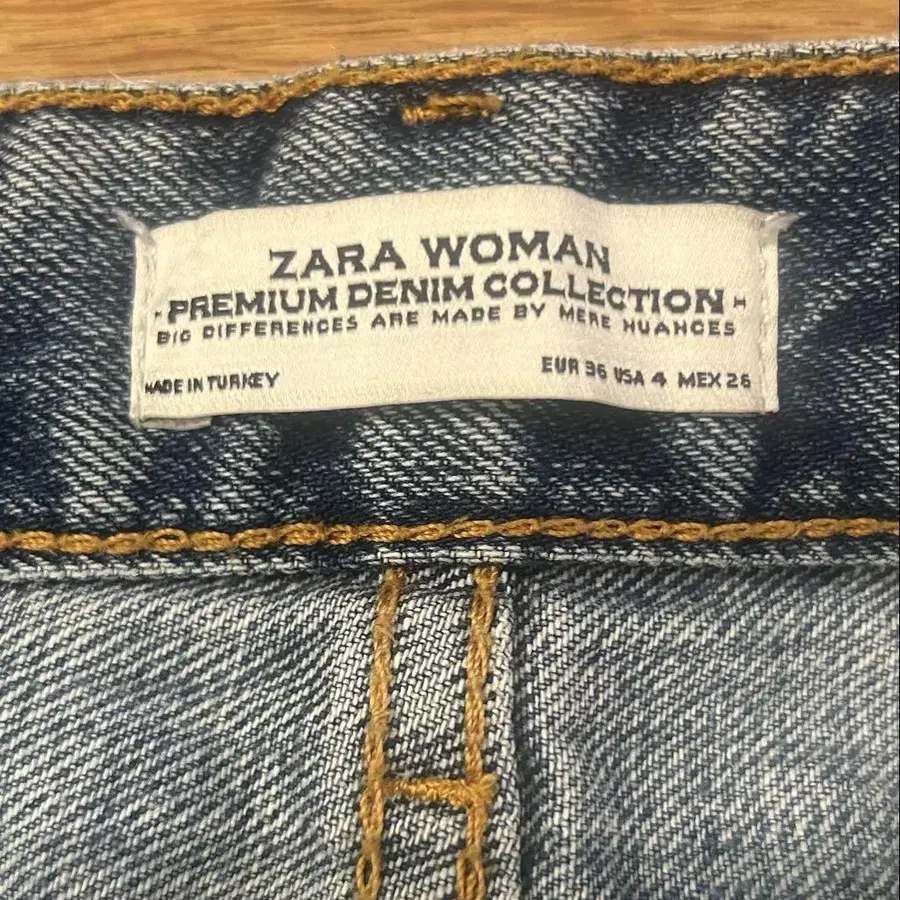 ZARA WOMAN
- PREMIUM DENIM COLLECTION -
BIG DIFFERENCES ARE MADE BY MERE NUANCES
MADE IN TURKEY
EUR 36 USA 4 MEX 26